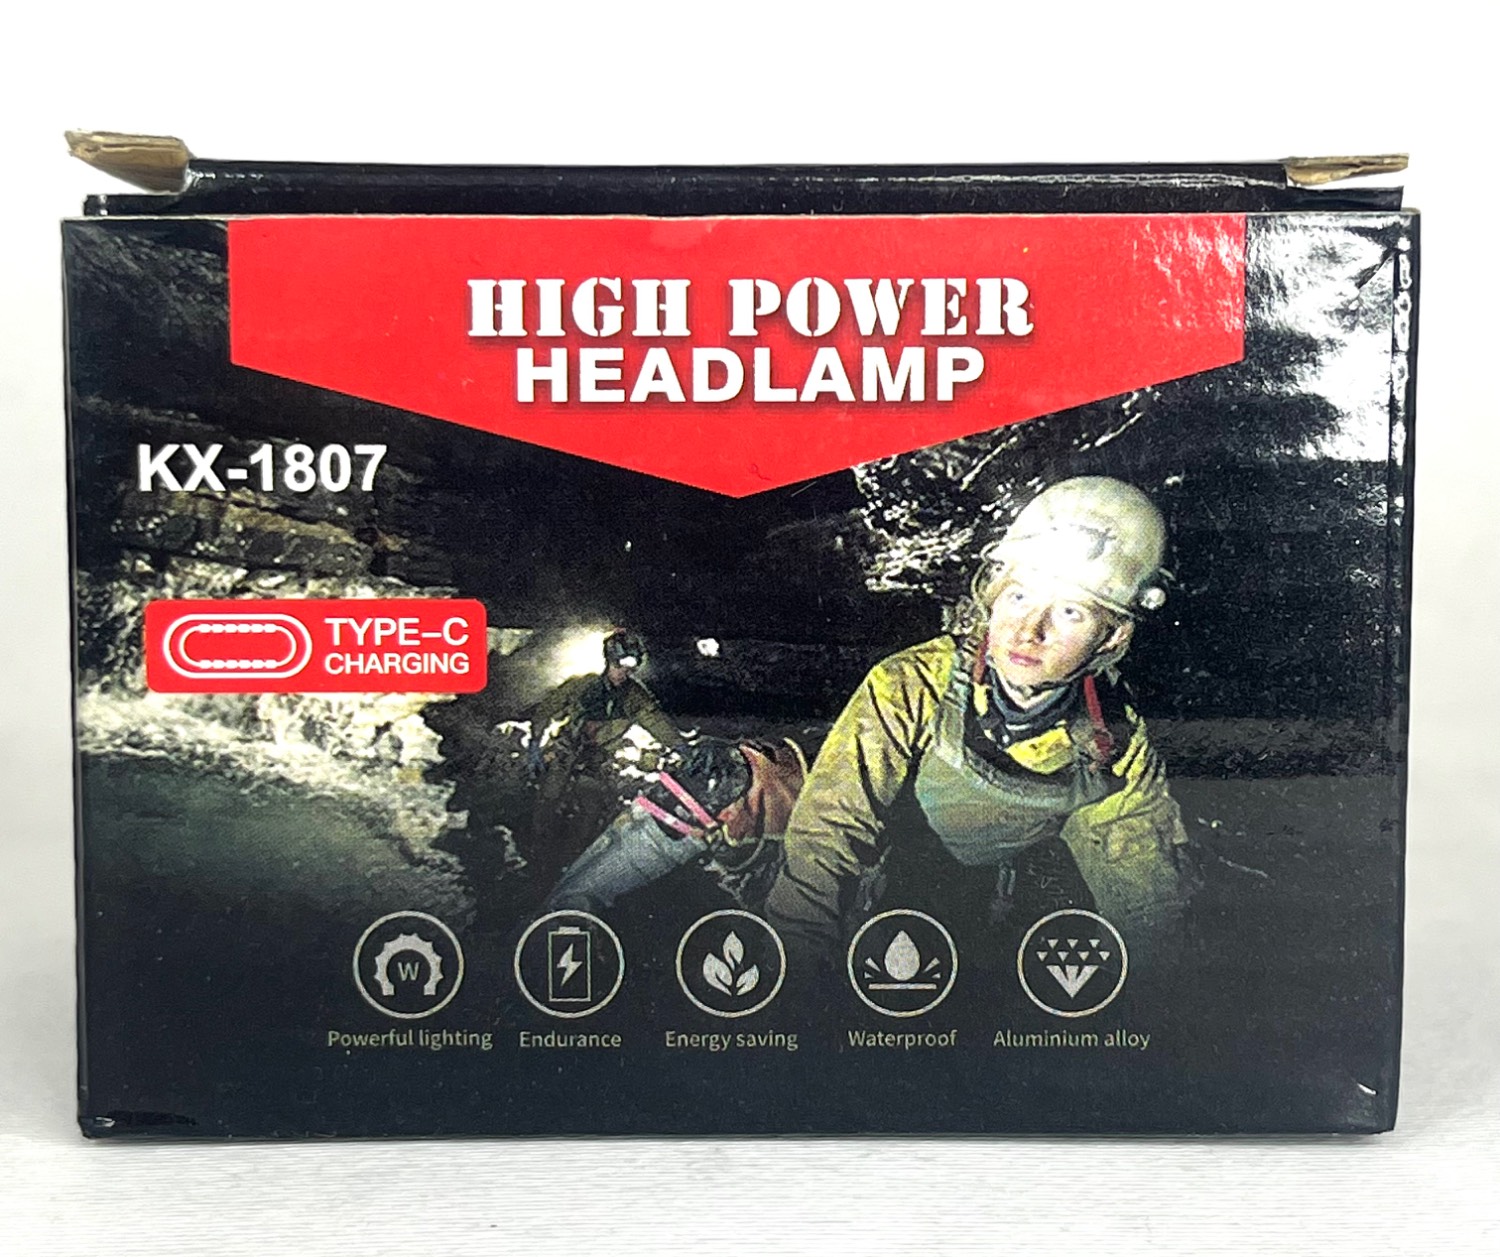 HIGH POWER
HEADLAMP
KX-1807
TYPE-C
CHARGING
W
Powerful lighting
Endurance
Energy saving
Waterproof
Aluminium alloy